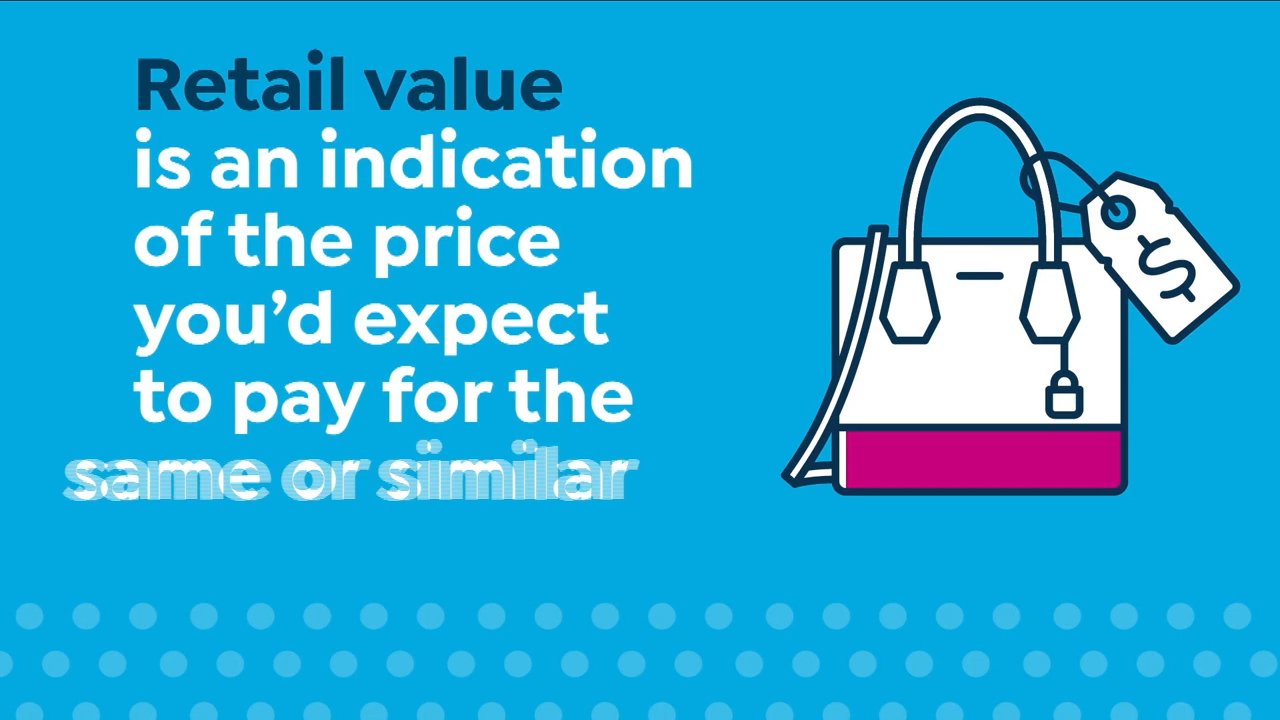 Retail value
is an indication
of the price
you’d expect
to pay for the
same or similar
$